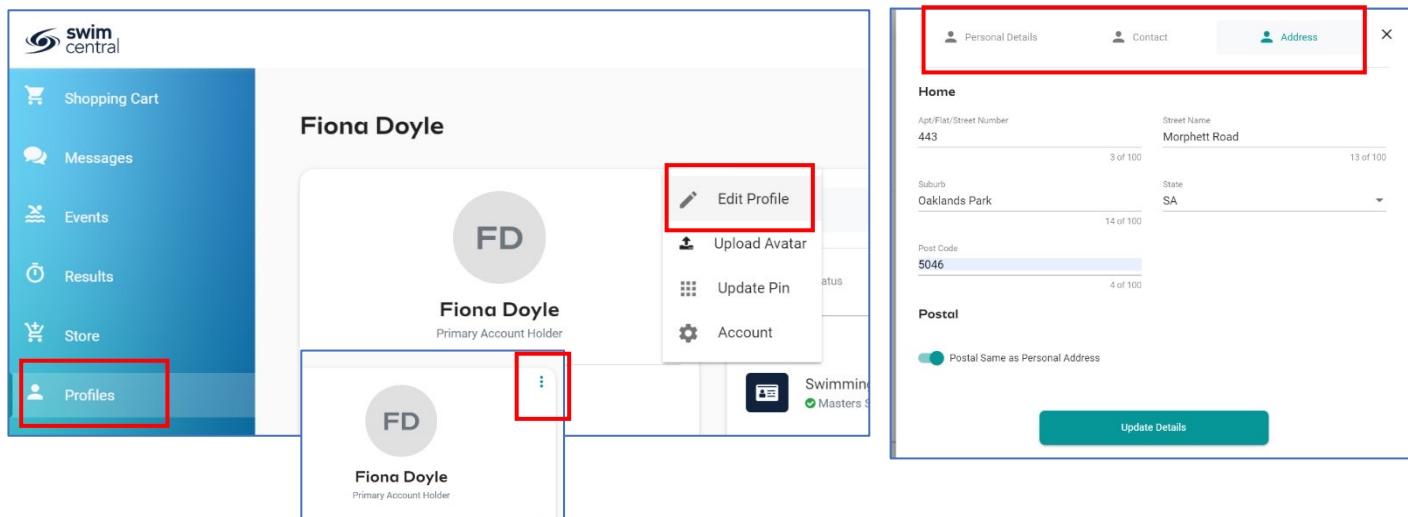 swim
central
Shopping Cart
Messages
Events
Results
Store
Profiles
Fiona Doyle
FD
Fiona Doyle
Primary Account Holder
Edit Profile
Upload Avatar
Update Pin
Account
atus
Swimming
Masters S
FD
Fiona Doyle
Primary Account Holder
Personal Details Contact Address
Home
Apt/Flat/Street Number Street Name
443 Morphett Road
3 of 100 13 of 100
Suburb State
Oaklands Park SA
14 of 100
Post Code
5046
4 of 100
Postal
Postal Same as Personal Address
Update Details